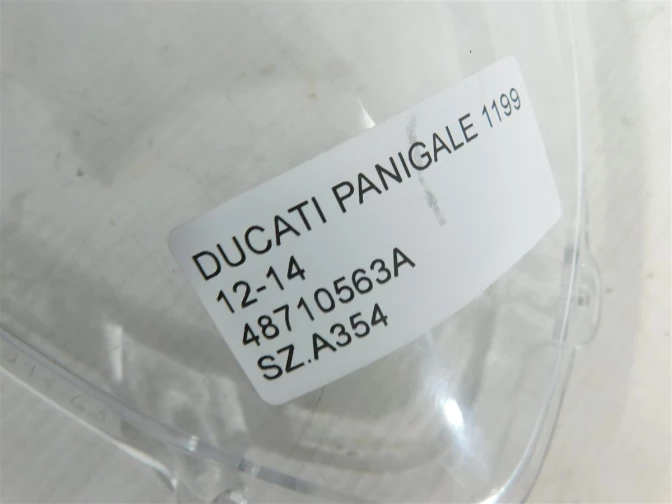 DUCATI PANIGALE 1199
12-14
48710563A
SZ.A354